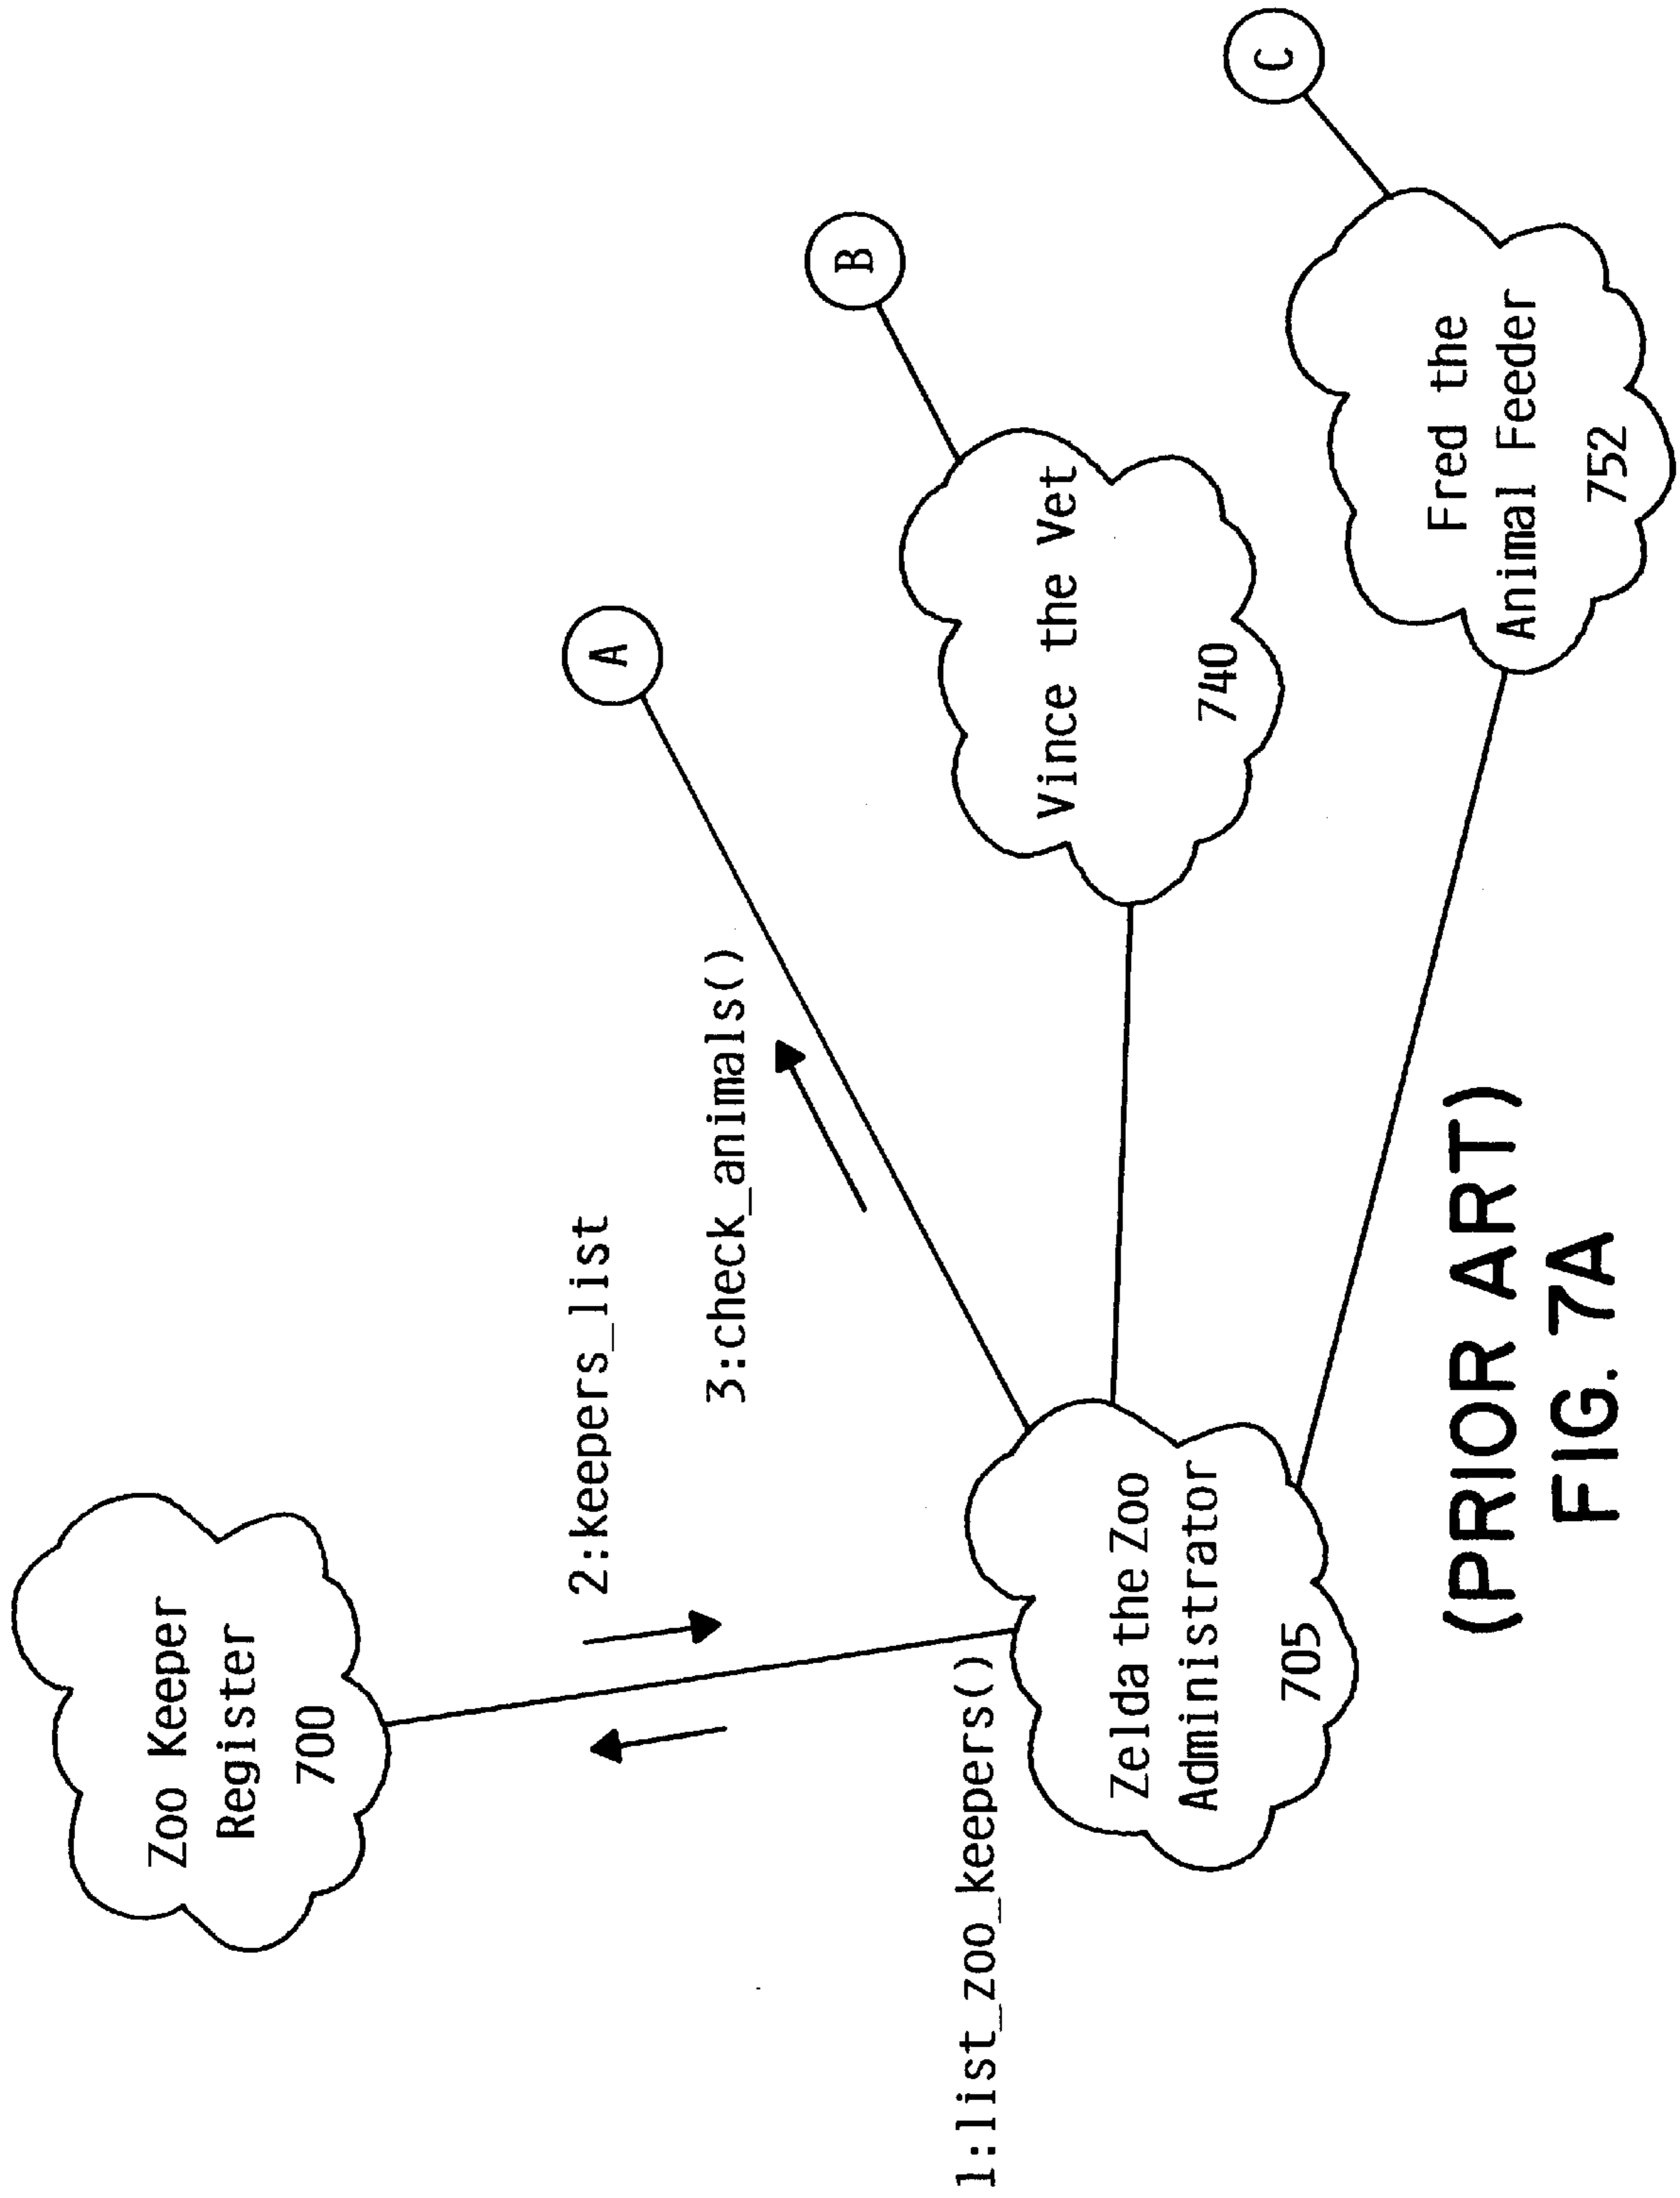 Zoo Keeper
Register
700
2:keepers_list
3:check_animals()
1:list_zoo_keepers()
Zelda the Zoo
Administrator
705
A
B
C
Vince the Vet
740
Fred the
Animal Feeder
752
(PRIOR ART)
FIG. 7A